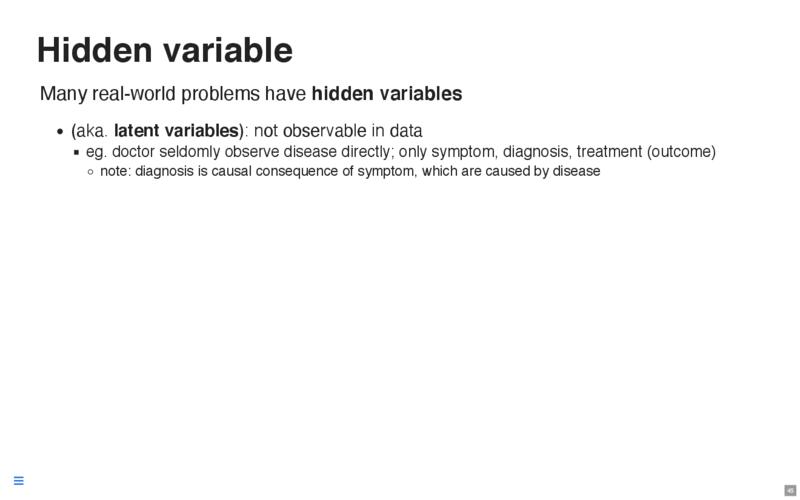 Hidden variable
Many real-world problems have hidden variables
(aka. latent variables): not observable in data
eg. doctor seldomly observe disease directly; only symptom, diagnosis, treatment (outcome)
note: diagnosis is causal consequence of symptom, which are caused by disease
45